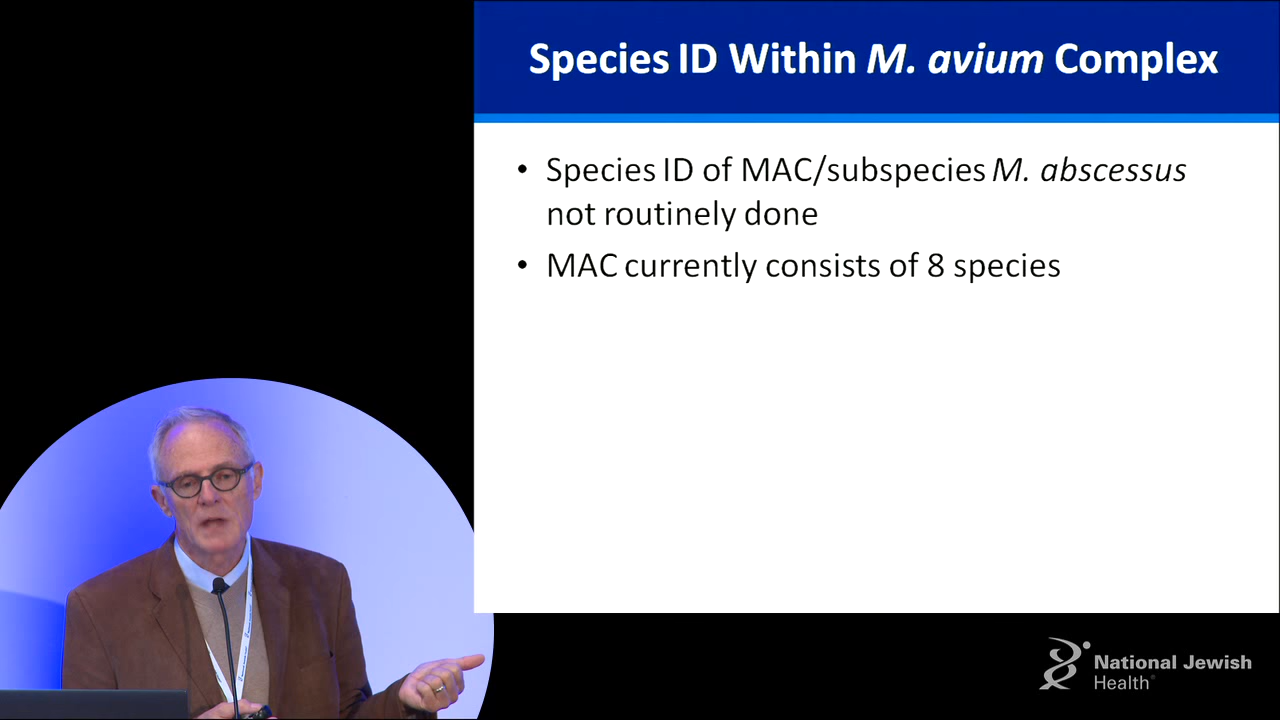 Species ID Within M. avium Complex
• Species ID of MAC/subspecies M. abscessus
not routinely done
• MAC currently consists of 8 species
National Jewish
Health®